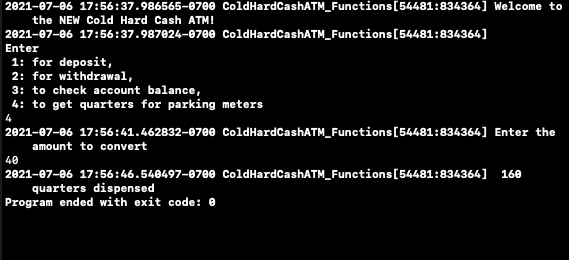 2021-07-06 17:56:37.986565-0700 ColdHardCashATM_Functions[54481:834364] Welcome to
the NEW Cold Hard Cash ATM!
2021-07-06 17:56:37.987024-0700 ColdHardCashATM_Functions[54481:834364]
Enter
1: for deposit,
2: for withdrawal,
3: to check account balance,
4: to get quarters for parking meters
4
2021-07-06 17:56:41.462832-0700 ColdHardCashATM_Functions[54481:834364] Enter the
amount to convert
40
2021-07-06 17:56:46.540497-0700 ColdHardCashATM_Functions[54481:834364]  160
quarters dispensed
Program ended with exit code: 0